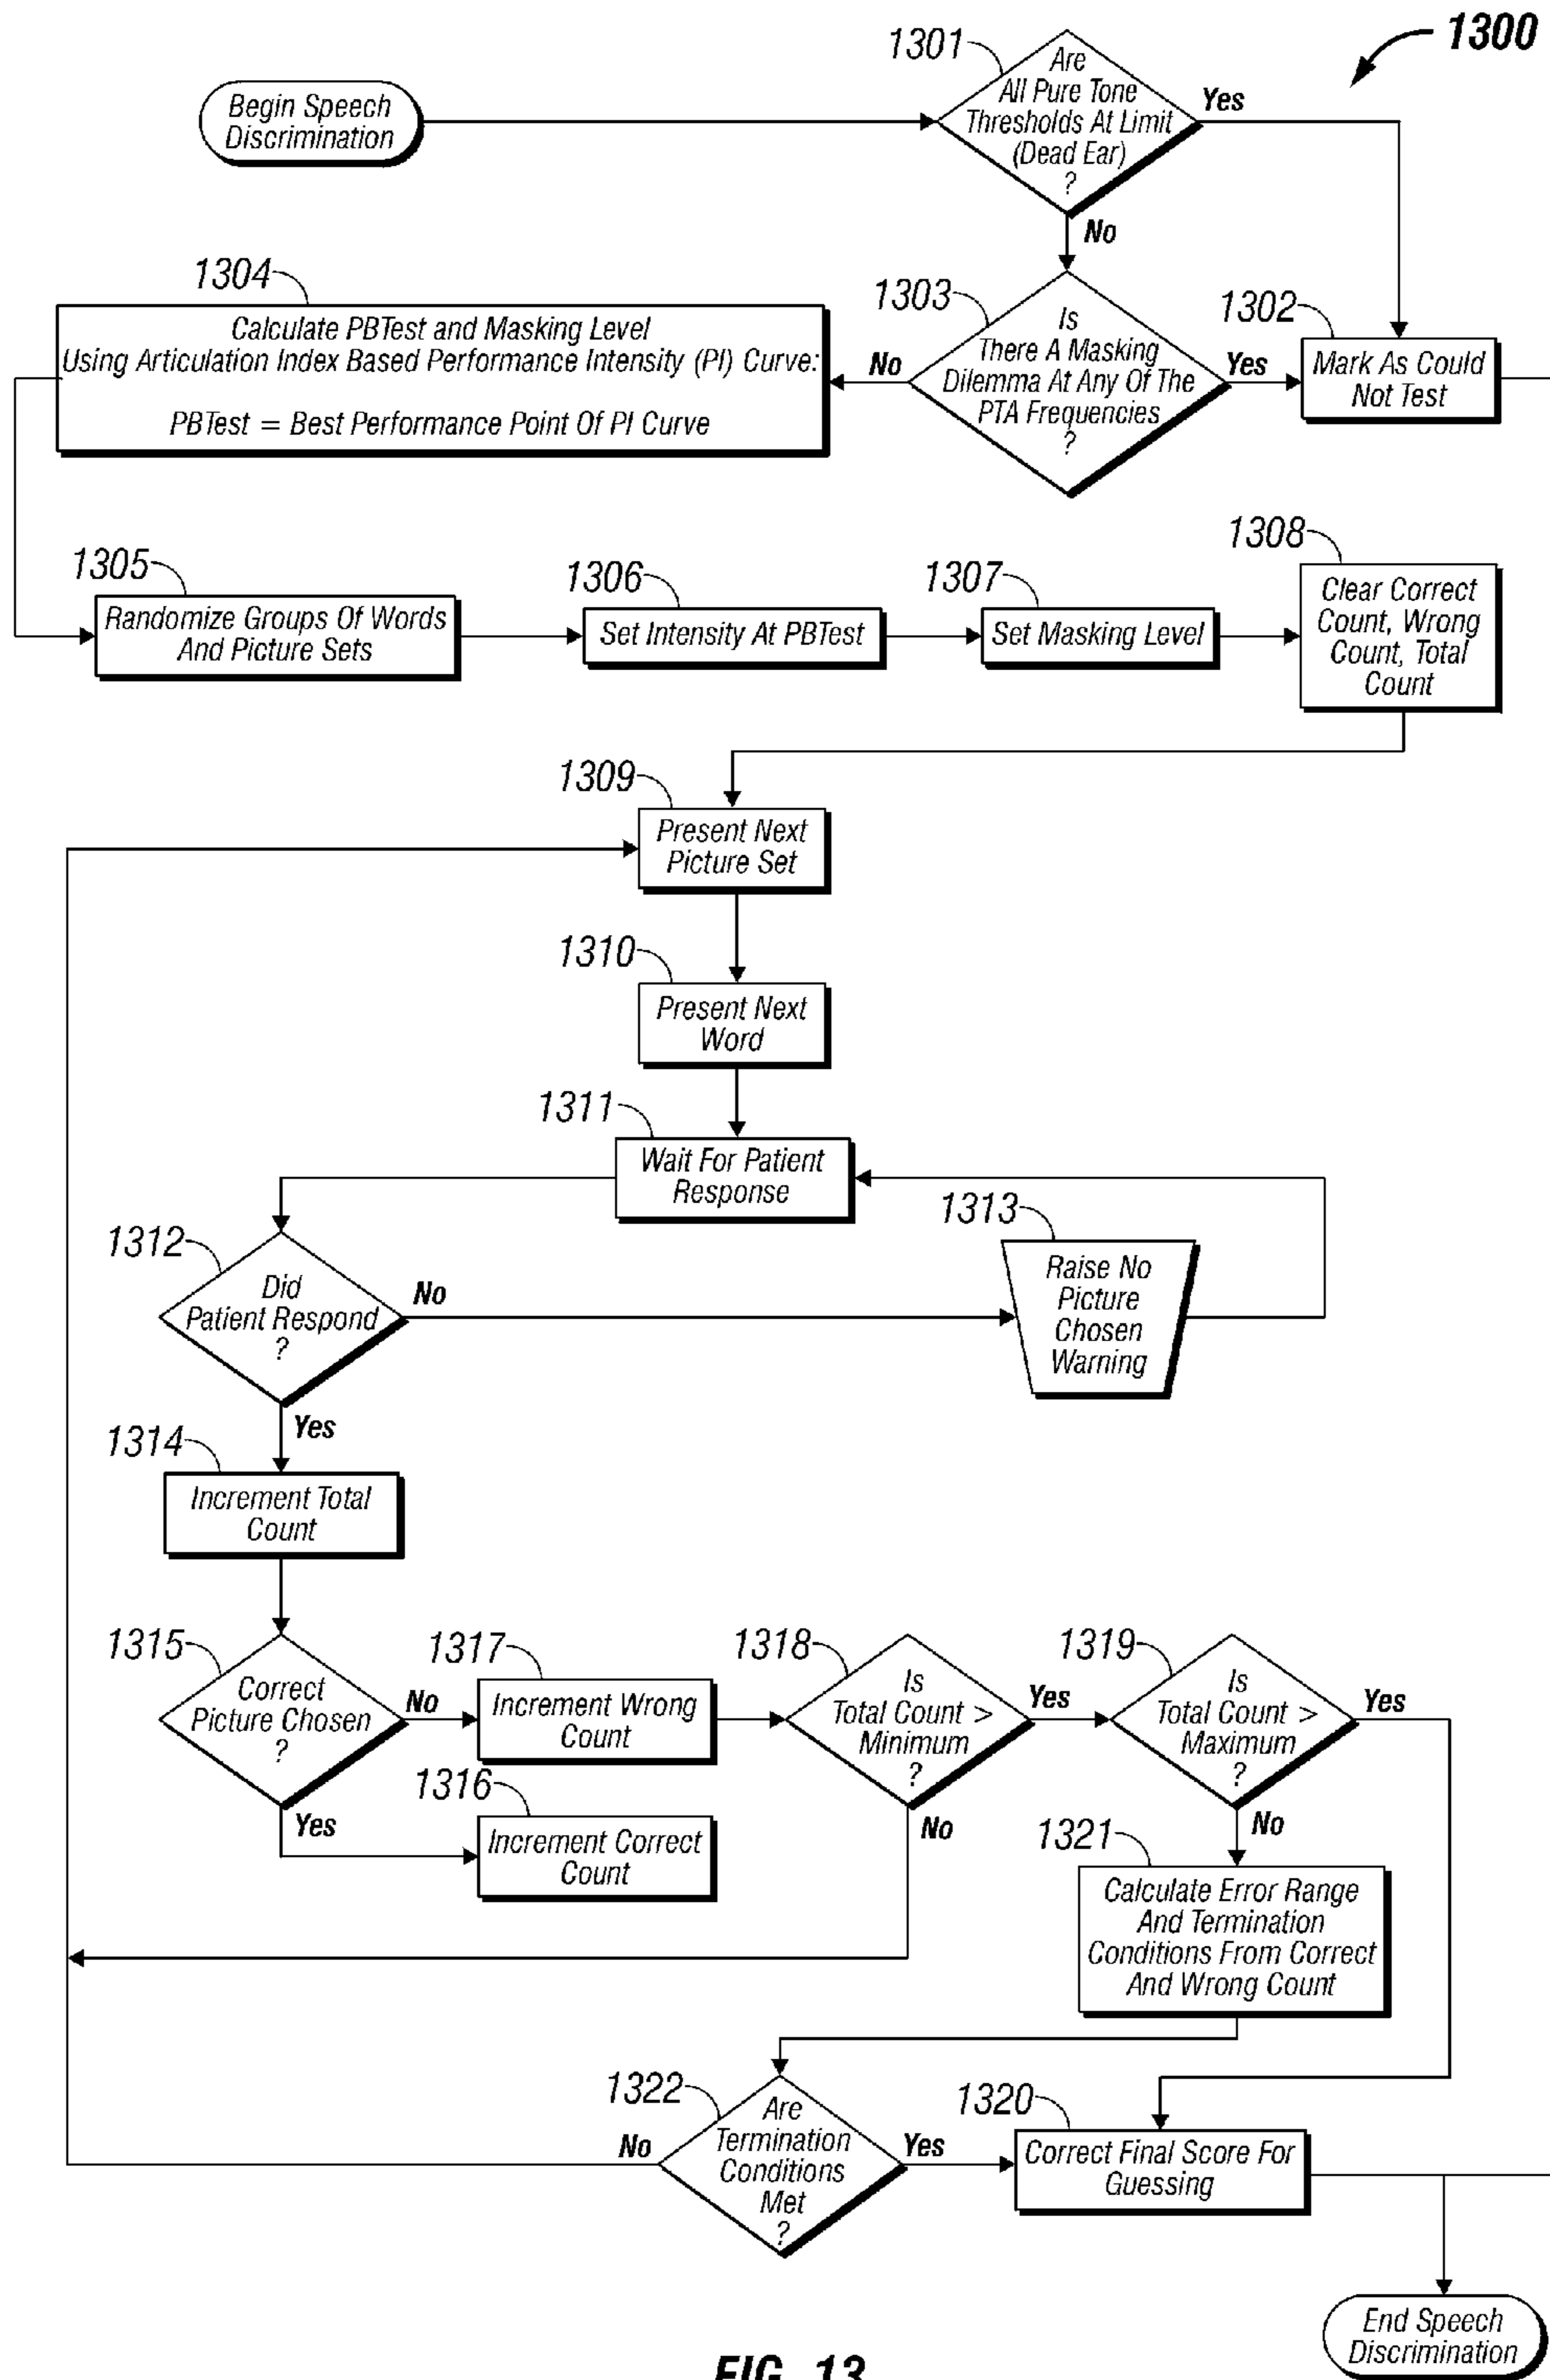 1300
1301
Are
All Pure Tone
Thresholds At Limit
(Dead Ear)
?
Yes
No
Begin Speech
Discrimination
1304
Calculate PBTest and Masking Level
Using Articulation Index Based Performance Intensity (PI) Curve:
PBTest = Best Performance Point Of PI Curve
1303
Is
There A Masking
Dilemma At Any Of The
PTA Frequencies
?
No
Yes
1302
Mark As Could
Not Test
1305
Randomize Groups Of Words
And Picture Sets
1306
Set Intensity At PBTest
1307
Set Masking Level
1308
Clear Correct
Count, Wrong
Count, Total
Count
1309
Present Next
Picture Set
1310
Present Next
Word
1311
Wait For Patient
Response
1312
Did
Patient Respond
?
No
Yes
1313
Raise No
Picture
Chosen
Warning
1314
Increment Total
Count
1315
Correct
Picture Chosen
?
No
Yes
1317
Increment Wrong
Count
1316
Increment Correct
Count
1318
Is
Total Count >
Minimum
?
Yes
No
1319
Is
Total Count >
Maximum
?
Yes
No
1321
Calculate Error Range
And Termination
Conditions From Correct
And Wrong Count
1322
Are
Termination
Conditions
Met
?
No
Yes
1320
Correct Final Score For
Guessing
End Speech
Discrimination
FIG. 13